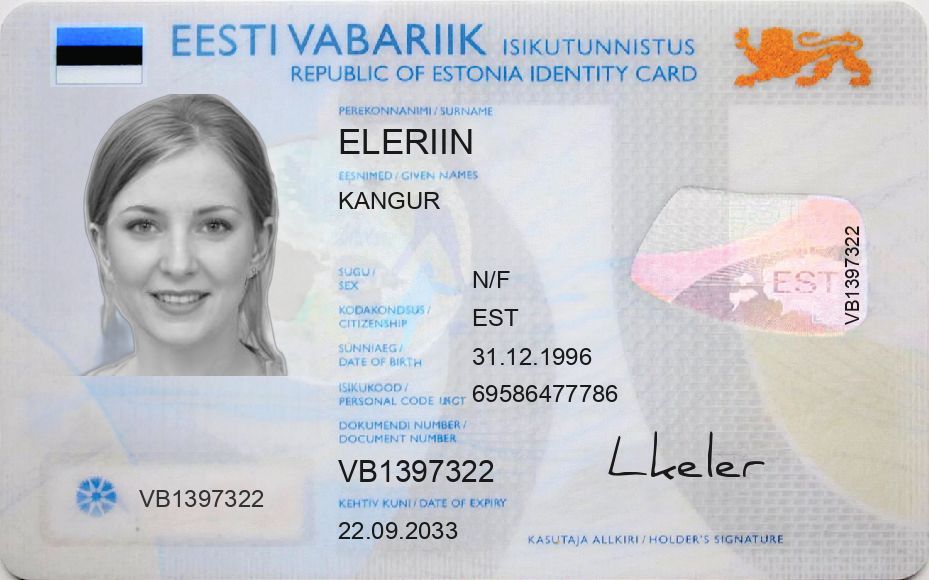 EESTI VABARIIK ISIKUTUNNISTUS
REPUBLIC OF ESTONIA IDENTITY CARD
PEREKONNANIMI / SURNAME
ELERIIN
EESNIMED / GIVEN NAMES
KANGUR
SUGU /
SEX
N/F
KODAKONDSUS /
CITIZENSHIP
EST
SÜNNIAEG /
DATE OF BIRTH
31.12.1996
ISIKUKOOD /
PERSONAL CODE
69586477786
DOKUMENDI NUMBER /
DOCUMENT NUMBER
VB1397322
KEHTIV KUNI / DATE OF EXPIRY
22.09.2033
VB1397322
EST
VB1397322
Lkeler
KASUTAJA ALLKIRI / HOLDER'S SIGNATURE